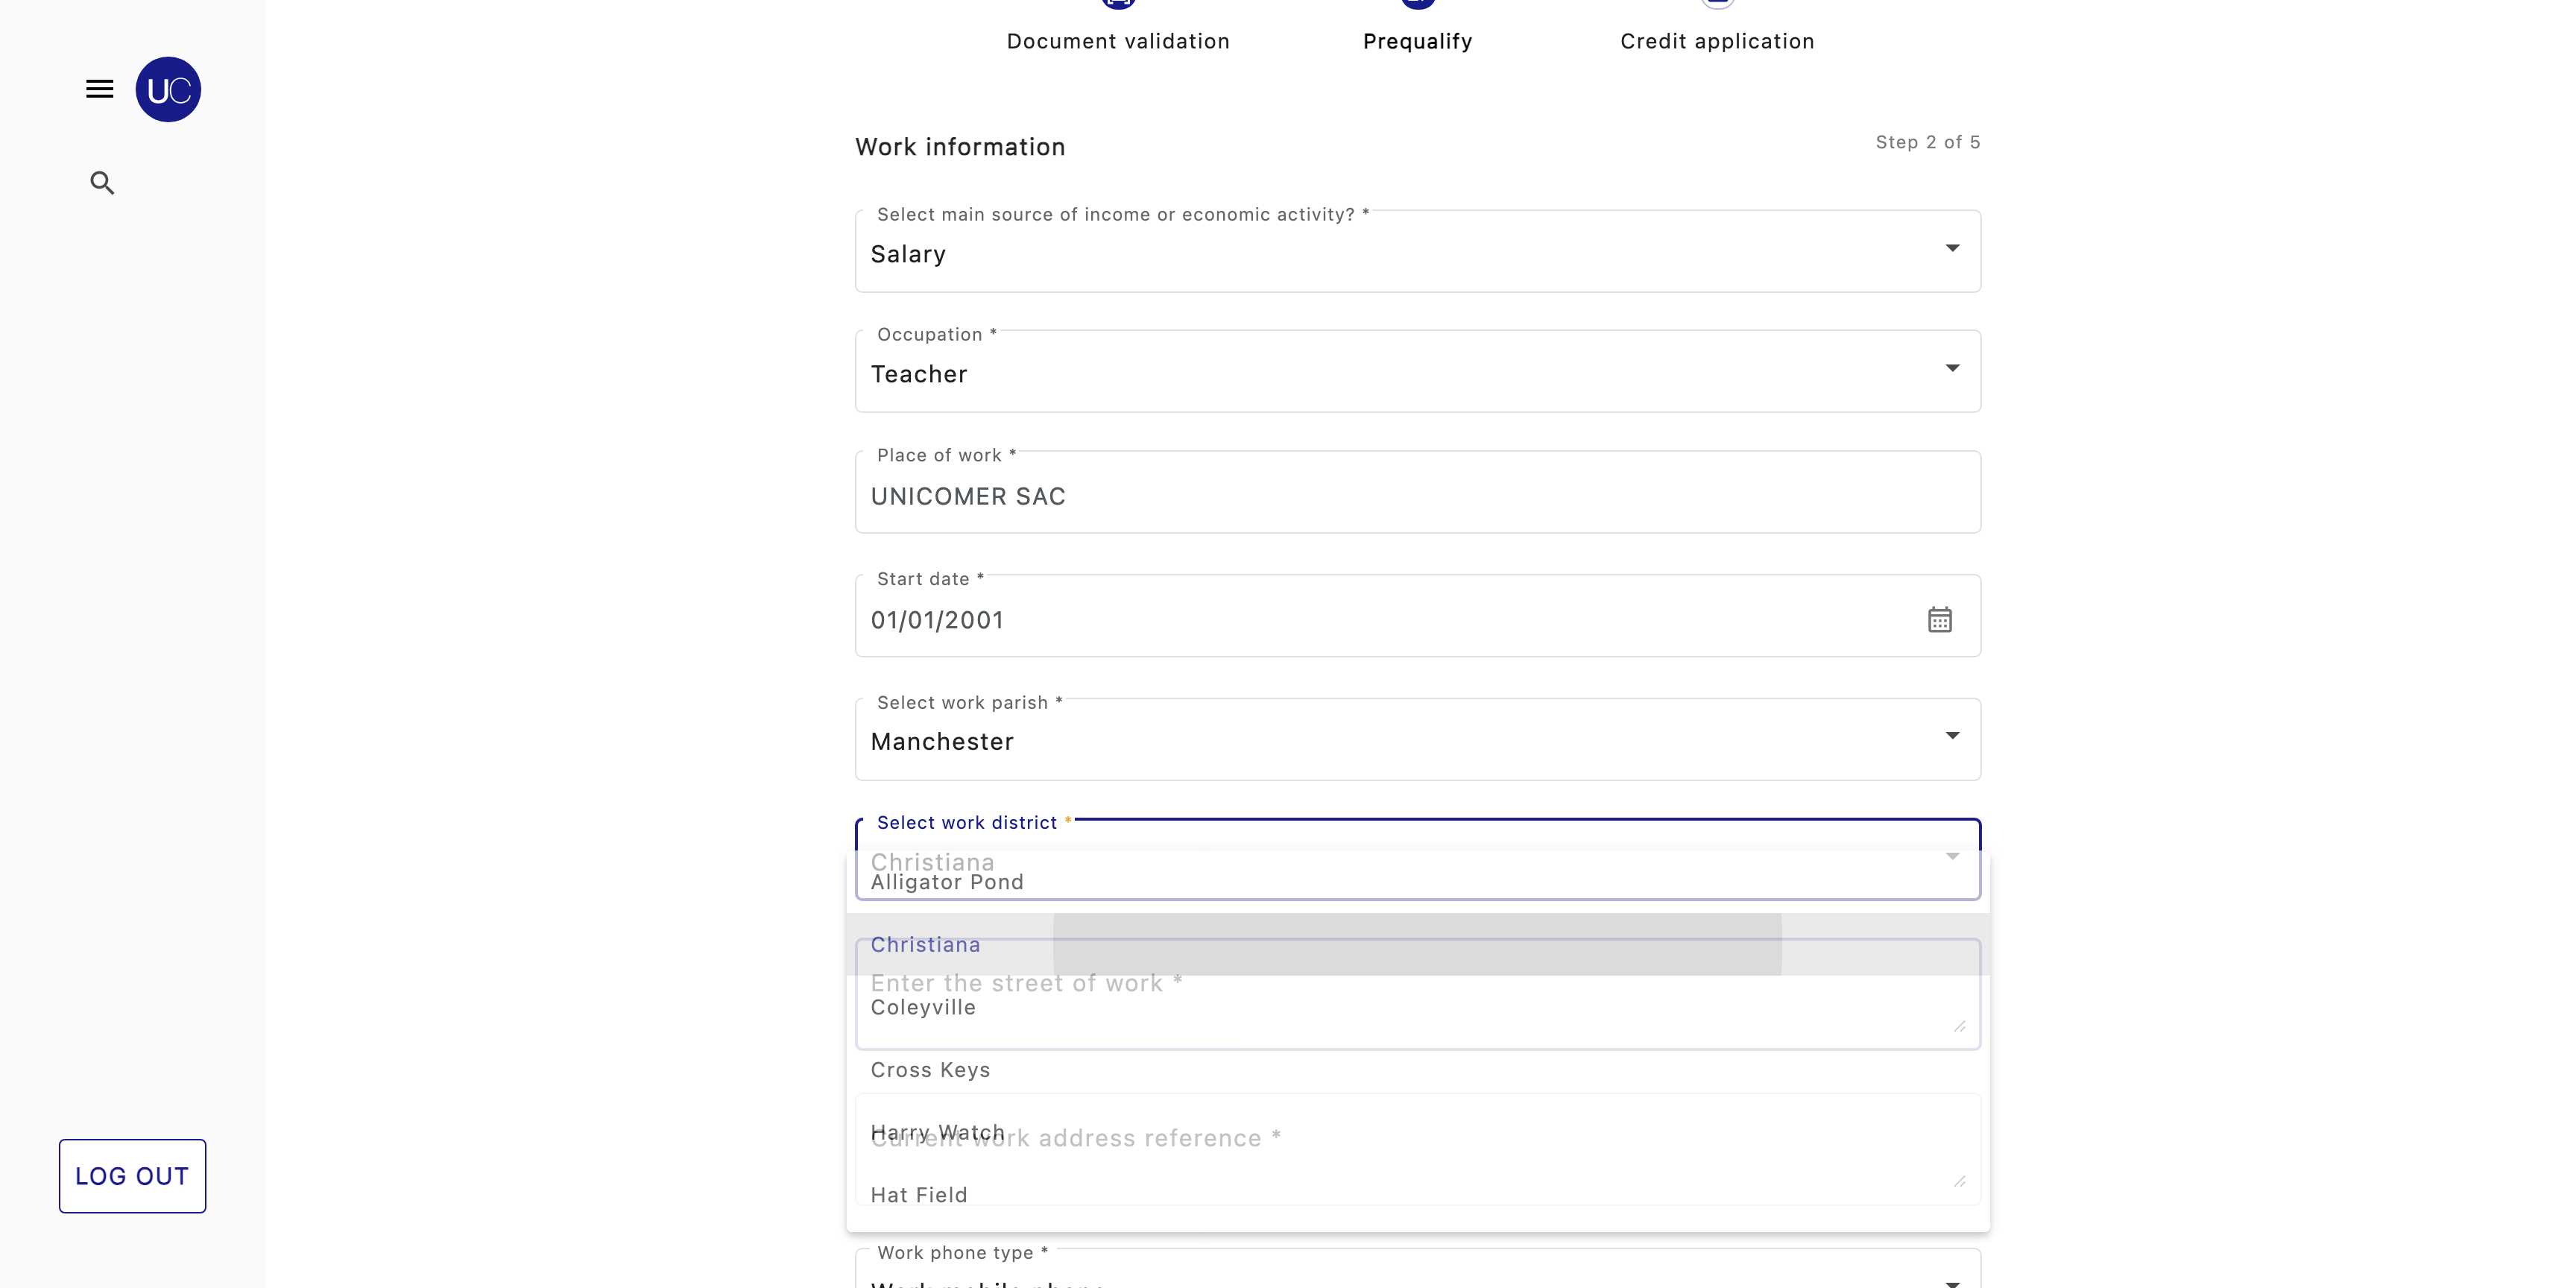 Document validation
Prequalify
Credit application
UC
Work information
Step 2 of 5
Select main source of income or economic activity? *
Salary
Occupation *
Teacher
Place of work *
UNICOMER SAC
Start date *
01/01/2001
Select work parish *
Manchester
Select work district *
Christiana
Alligator Pond
Christiana
Enter the street of work *
Coleyville
Cross Keys
Harry Watch
Current work address reference *
Hat Field
LOG OUT
Work phone type *
Work mobile phone